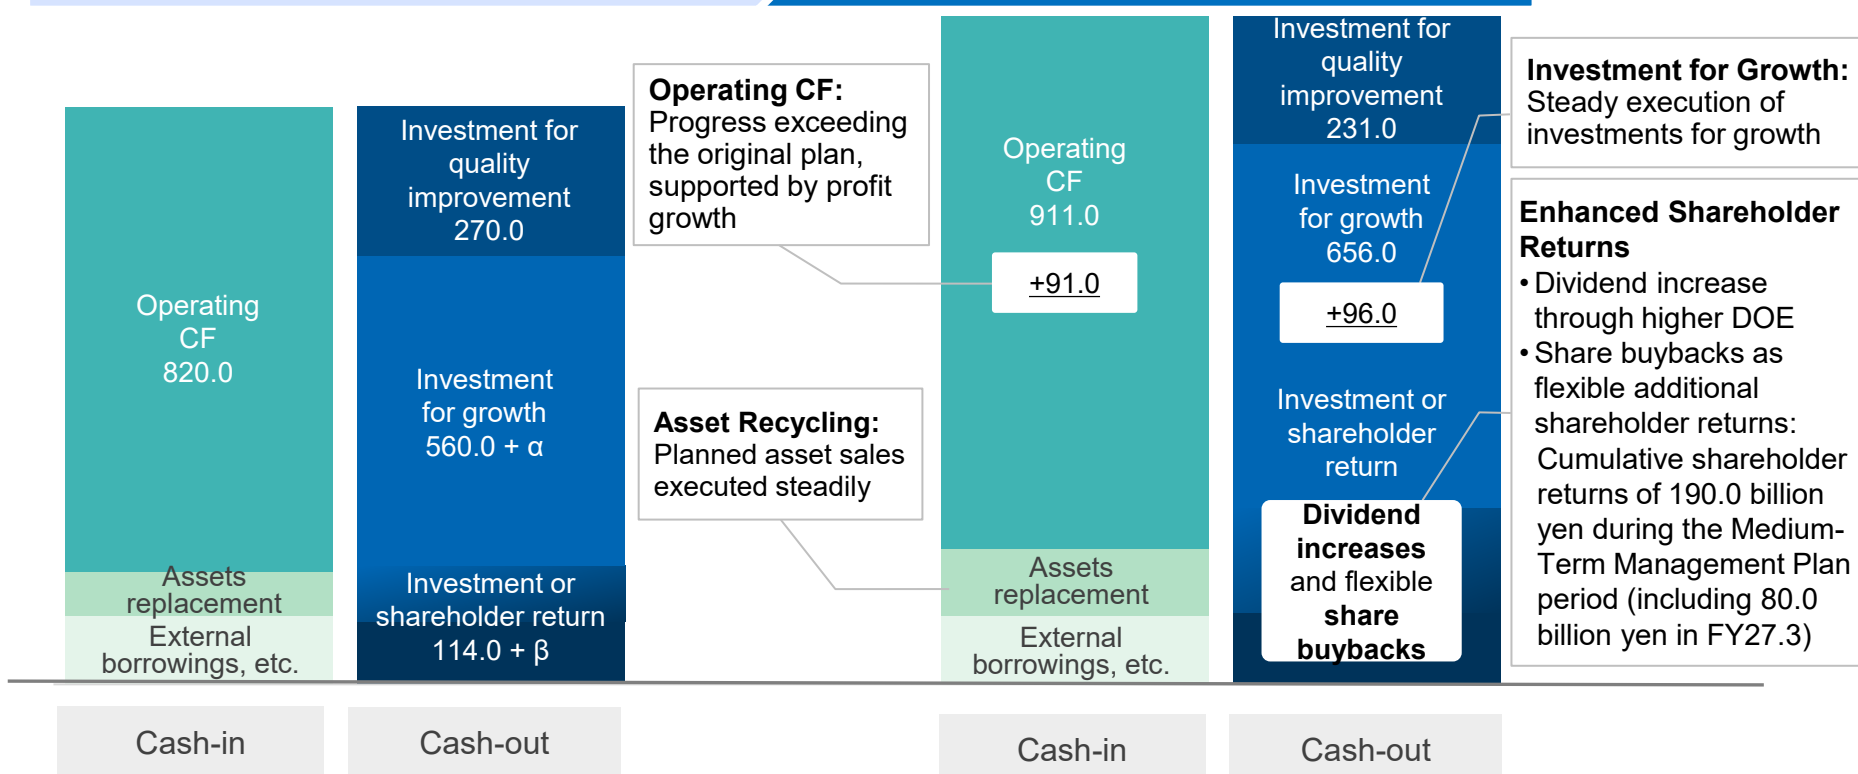 Operating
CF
820.0
Assets
replacement
External
borrowings, etc.
Cash-in
Investment for
quality
improvement
270.0
Investment
for growth
560.0 + α
Investment or
shareholder return
114.0 + β
Cash-out
Operating CF:
Progress exceeding
the original plan,
supported by profit
growth
Asset Recycling:
Planned asset sales
executed steadily
Operating
CF
911.0
+91.0
Assets
replacement
External
borrowings, etc.
Cash-in
Investment for
quality
improvement
231.0
Investment
for growth
656.0
+96.0
Investment or
shareholder
return
Dividend
increases
and flexible
share
buybacks
Cash-out
Investment for Growth:
Steady execution of
investments for growth
Enhanced Shareholder
Returns
• Dividend increase
through higher DOE
• Share buybacks as
flexible additional
shareholder returns:
Cumulative shareholder
returns of 190.0 billion
yen during the Medium-
Term Management Plan
period (including 80.0
billion yen in FY27.3)